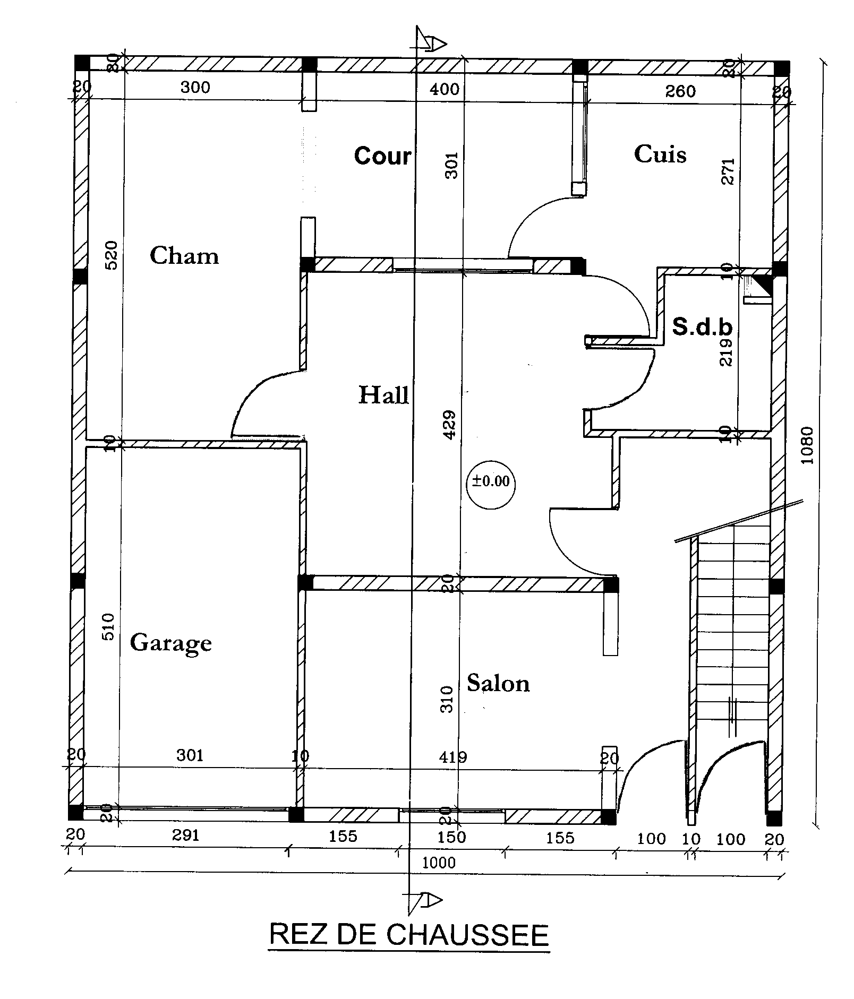 20
20
20 300 400 260 20
Cour
Cuis
301
271
Cham
520
10
S.d.b
219
Hall
429
10
10
1080
±0.00
20
510
Garage
Salon
310
20 301 10 419 20
20
20
20 291 155 150 155 100 10 100 20
1000
REZ DE CHAUSSEE